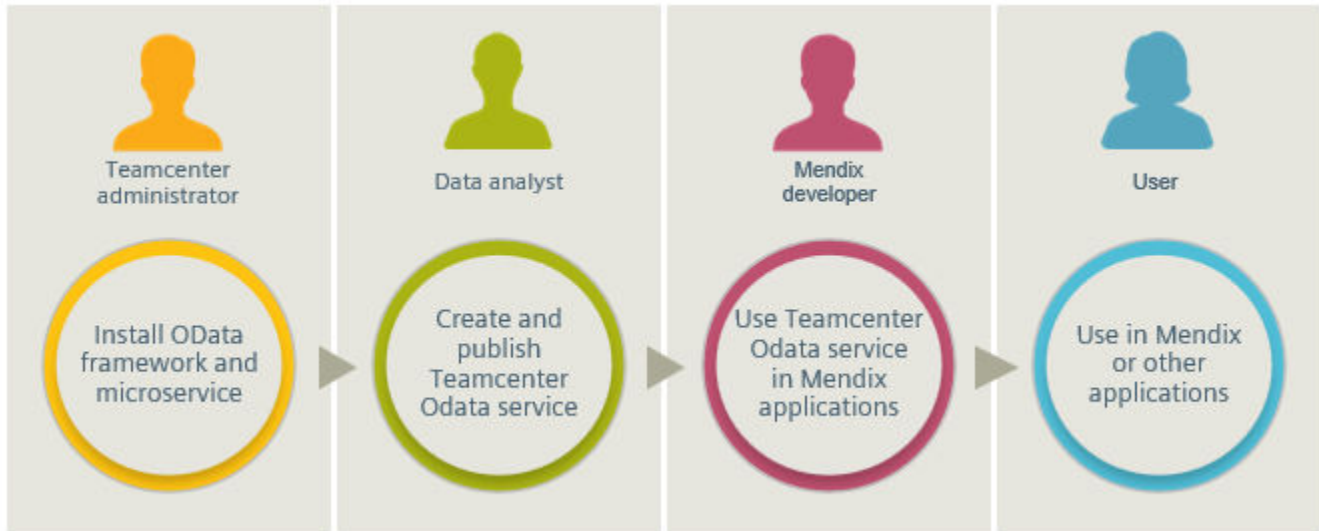 Teamcenter
administrator
Data analyst
Mendix
developer
User
Install OData
framework and
microservice
Create and
publish
Teamcenter
Odata service
Use Teamcenter
Odata service
in Mendix
applications
Use in Mendix
or other
applications